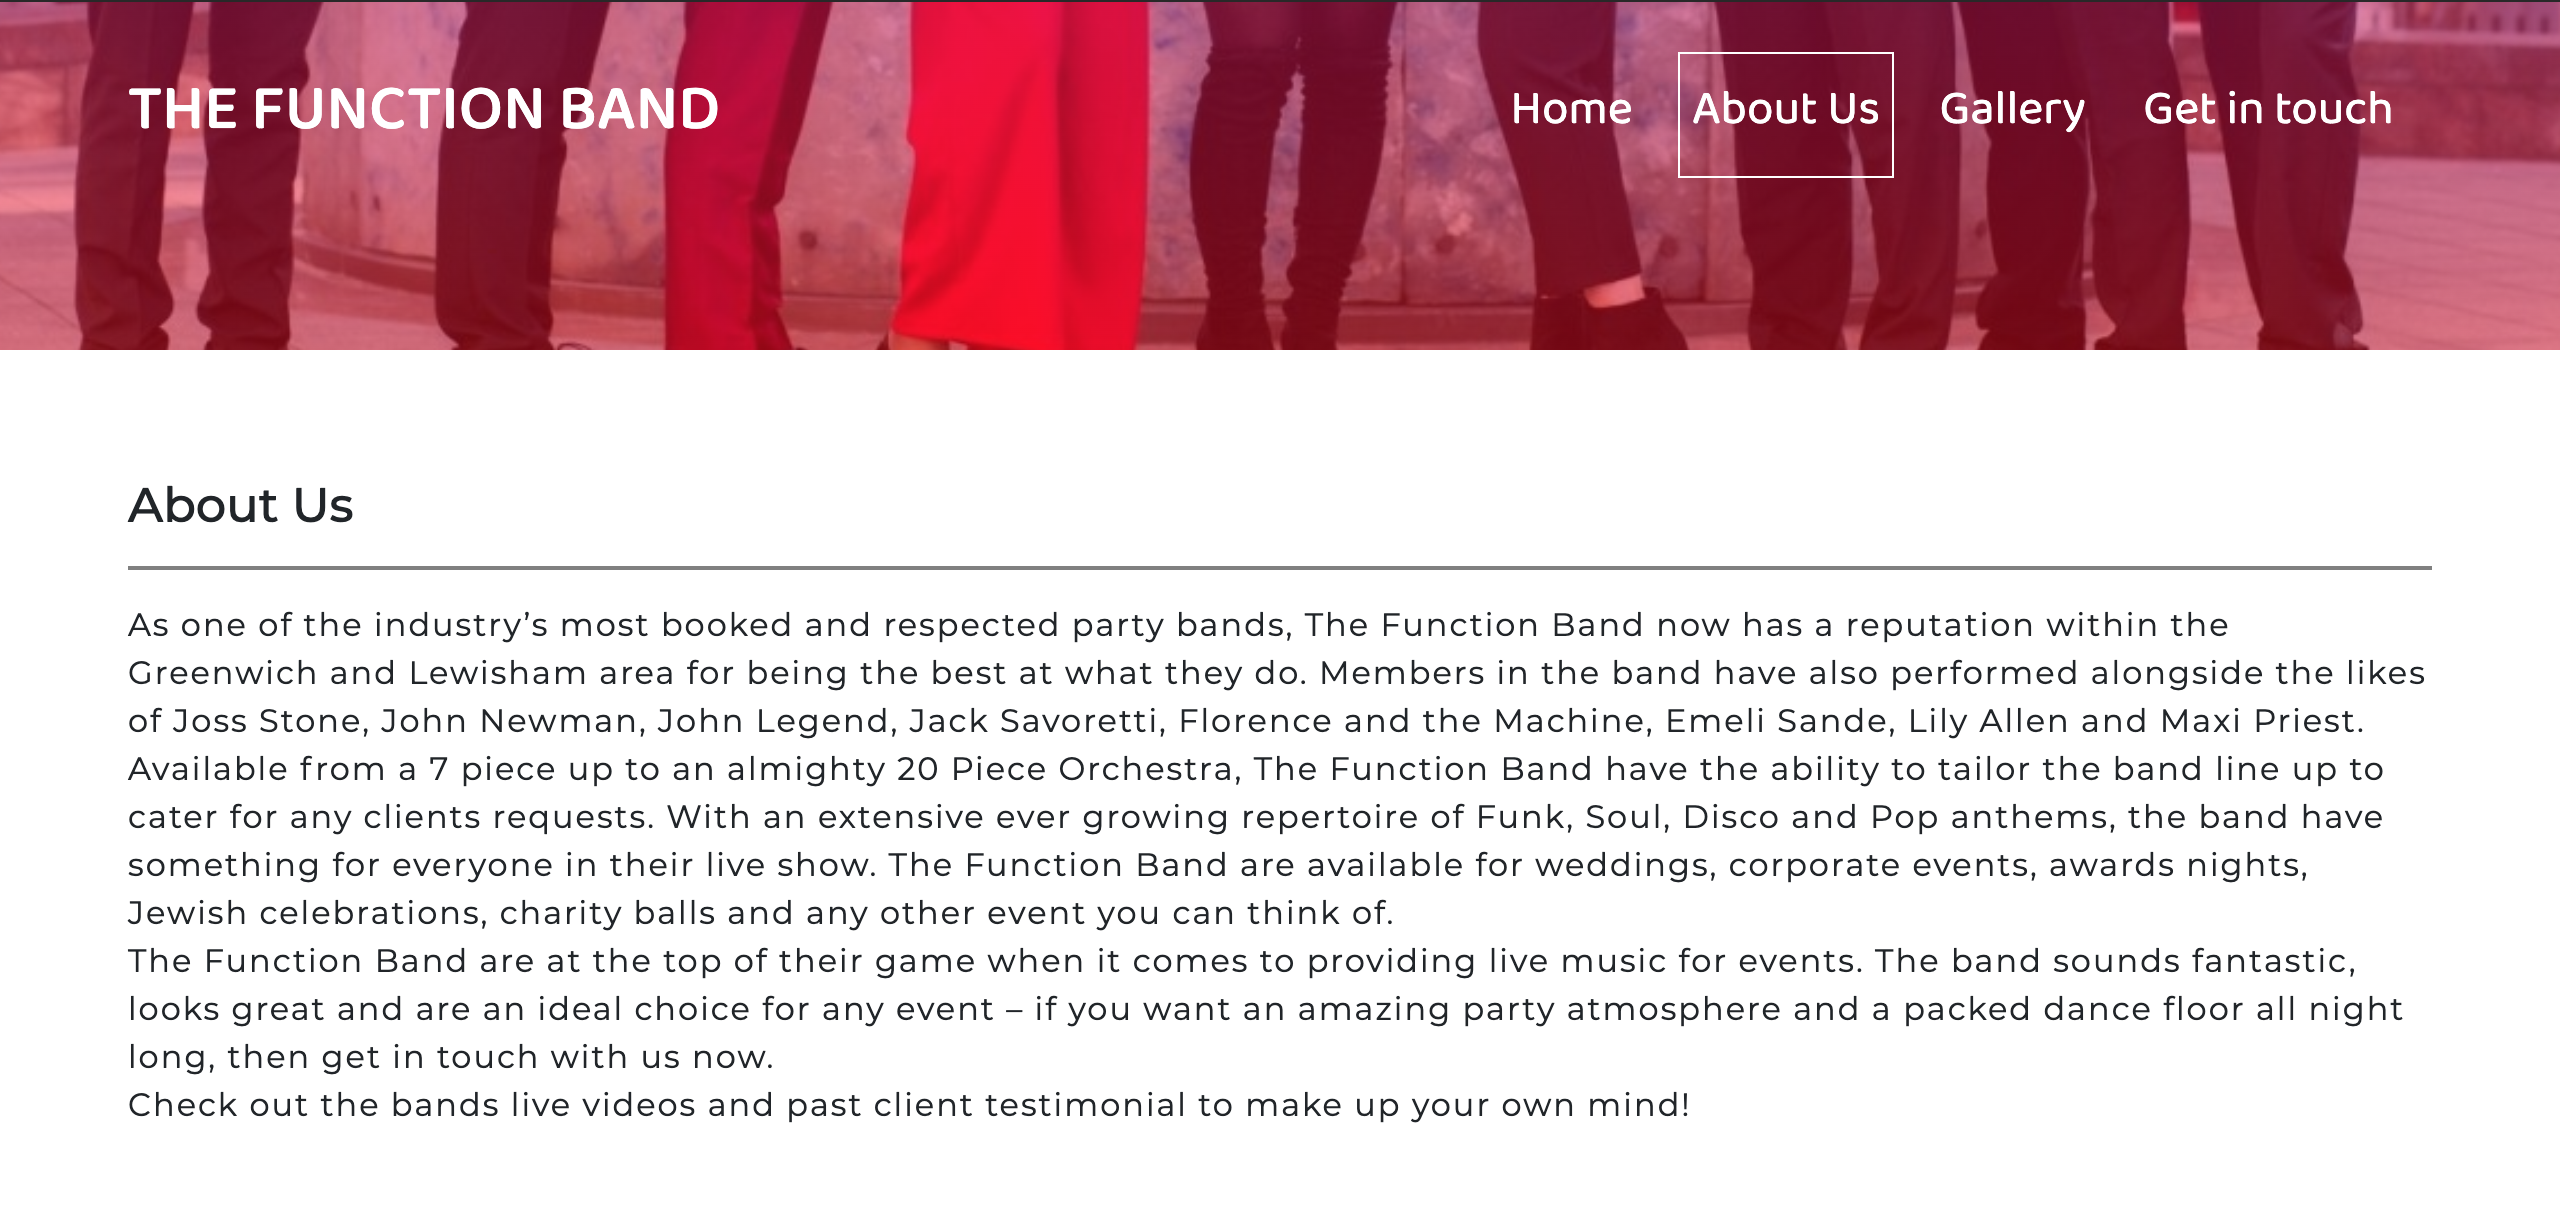 THE FUNCTION BAND
Home About Us Gallery Get in touch
About Us
As one of the industry’s most booked and respected party bands, The Function Band now has a reputation within the
Greenwich and Lewisham area for being the best at what they do. Members in the band have also performed alongside the likes
of Joss Stone, John Newman, John Legend, Jack Savoretti, Florence and the Machine, Emeli Sande, Lily Allen and Maxi Priest.
Available from a 7 piece up to an almighty 20 Piece Orchestra, The Function Band have the ability to tailor the band line up to
cater for any clients requests. With an extensive ever growing repertoire of Funk, Soul, Disco and Pop anthems, the band have
something for everyone in their live show. The Function Band are available for weddings, corporate events, awards nights,
Jewish celebrations, charity balls and any other event you can think of.
The Function Band are at the top of their game when it comes to providing live music for events. The band sounds fantastic,
looks great and are an ideal choice for any event – if you want an amazing party atmosphere and a packed dance floor all night
long, then get in touch with us now.
Check out the bands live videos and past client testimonial to make up your own mind!